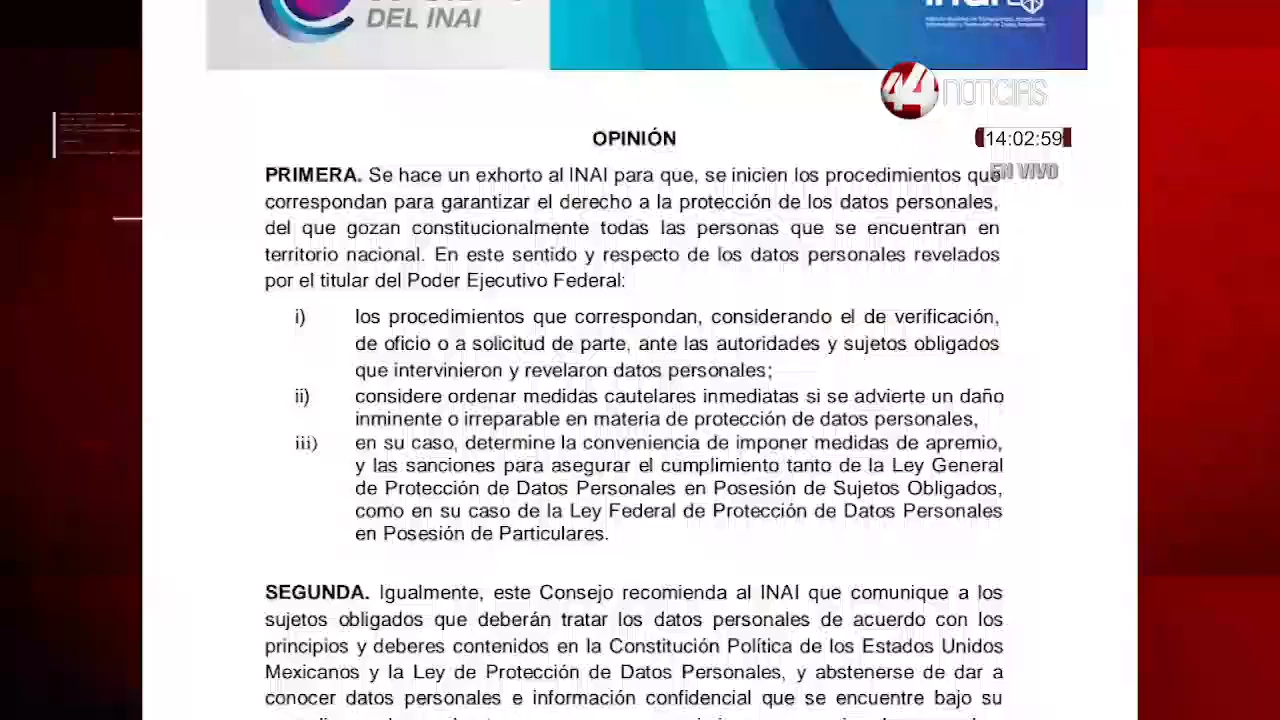 DEL INAI
inai
44 NOTICIAS
OPINIÓN
14:02:59
EN VIVO
PRIMERA. Se hace un exhorto al INAI para que, se inicien los procedimientos que
correspondan para garantizar el derecho a la protección de los datos personales,
del que gozan constitucionalmente todas las personas que se encuentran en
territorio nacional. En este sentido y respecto de los datos personales revelados
por el titular del Poder Ejecutivo Federal:
i) los procedimientos que correspondan, considerando el de verificación,
de oficio o a solicitud de parte, ante las autoridades y sujetos obligados
que intervinieron y revelaron datos personales;
ii) considere ordenar medidas cautelares inmediatas si se advierte un daño
inminente o irreparable en materia de protección de datos personales,
iii) en su caso, determine la conveniencia de imponer medidas de apremio,
y las sanciones para asegurar el cumplimiento tanto de la Ley General
de Protección de Datos Personales en Posesión de Sujetos Obligados,
como en su caso de la Ley Federal de Protección de Datos Personales
en Posesión de Particulares.
SEGUNDA. Igualmente, este Consejo recomienda al INAI que comunique a los
sujetos obligados que deberán tratar los datos personales de acuerdo con los
principios y deberes contenidos en la Constitución Política de los Estados Unidos
Mexicanos y la Ley de Protección de Datos Personales, y abstenerse de dar a
conocer datos personales e información confidencial que se encuentre bajo su